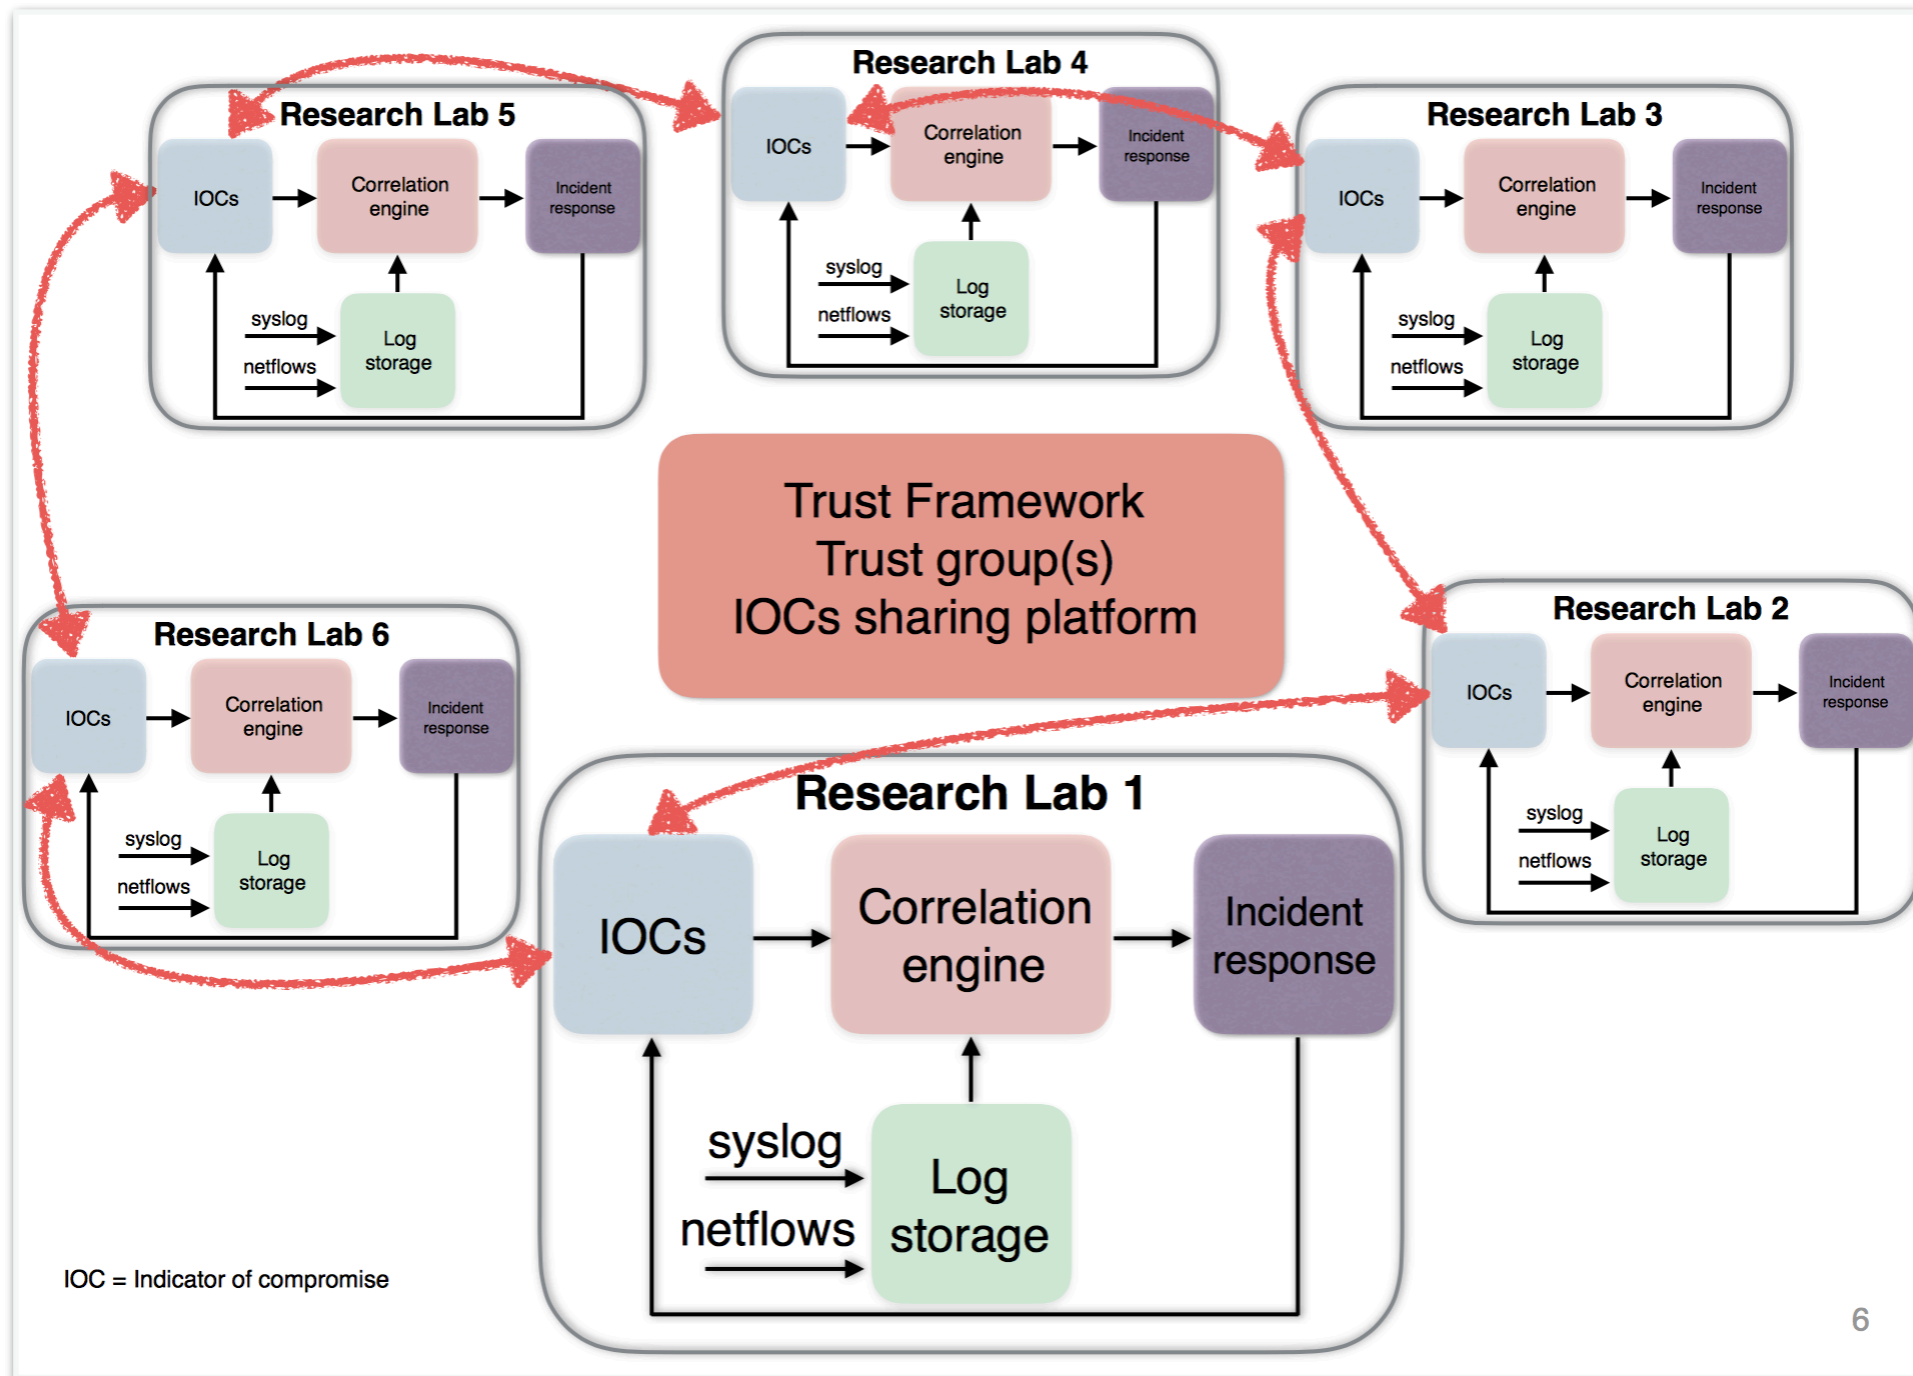 Research Lab 4
IOCs
Correlation
engine
Incident
response
syslog
netflows
Log
storage
Research Lab 5
IOCs
Correlation
engine
Incident
response
syslog
netflows
Log
storage
Research Lab 3
IOCs
Correlation
engine
Incident
response
syslog
netflows
Log
storage
Trust Framework
Trust group(s)
IOCs sharing platform
Research Lab 6
IOCs
Correlation
engine
Incident
response
syslog
netflows
Log
storage
Research Lab 2
IOCs
Correlation
engine
Incident
response
syslog
netflows
Log
storage
Research Lab 1
IOCs
Correlation
engine
Incident
response
syslog
netflows
Log
storage
IOC = Indicator of compromise
6